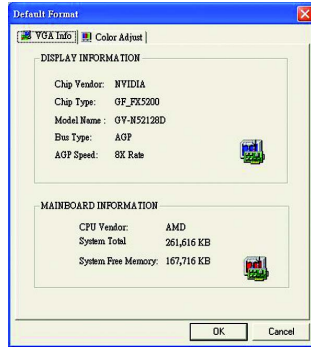 Default Format
VGA Info
Color Adjust
DISPLAY INFORMATION
Chip Vendor: NVIDIA
Chip Type: GF_FX5200
Model Name : GV-N52128D
Bus Type: AGP
AGP Speed: 8X Rate
MAINBOARD INFORMATION
CPU Vendor: AMD
System Total 261,616 KB
System Free Memory: 167,716 KB
OK
Cancel